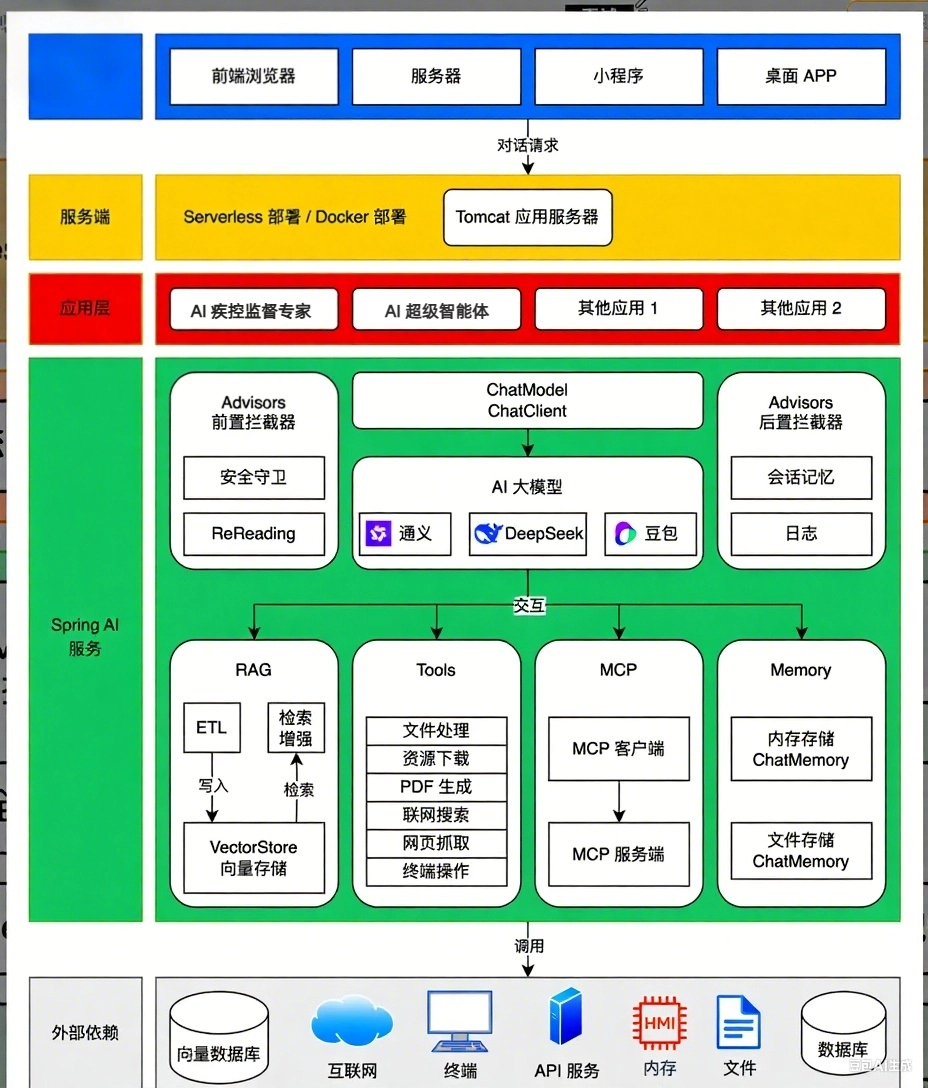 前端浏览器
服务器
小程序
桌面 APP
对话请求
服务端
Serverless 部署 / Docker 部署
Tomcat 应用服务器
应用层
AI 疾控监督专家
AI 超级智能体
其他应用 1
其他应用 2
Spring AI
服务
Advisors
前置拦截器
安全守卫
ReReading
ChatModel
ChatClient
AI 大模型
通义
DeepSeek
豆包
Advisors
后置拦截器
会话记忆
日志
交互
RAG
ETL
检索
增强
写入
检索
VectorStore
向量存储
Tools
文件处理
资源下载
PDF 生成
联网搜索
网页抓取
终端操作
MCP
MCP 客户端
MCP 服务端
Memory
内存存储
ChatMemory
文件存储
ChatMemory
调用
外部依赖
向量数据库
互联网
终端
API 服务
HMI
内存
文件
数据库
豆包AI生成